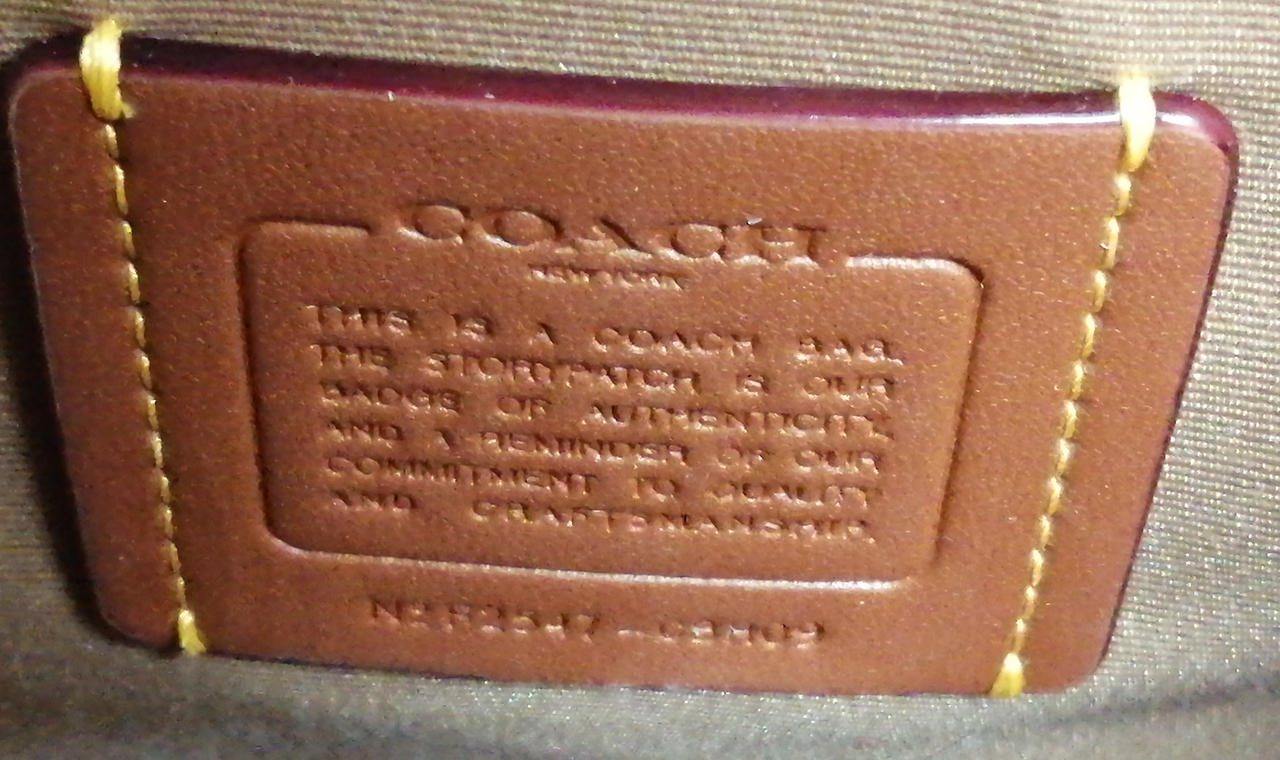 COACH
NEW YORK
THIS IS A COACH BAG.
THE STORYPATCH IS OUR
BADGE OF AUTHENTICITY,
AND A REMINDER OF OUR
COMMITMENT TO QUALITY
AND CRAFTSMANSHIP.
Nº